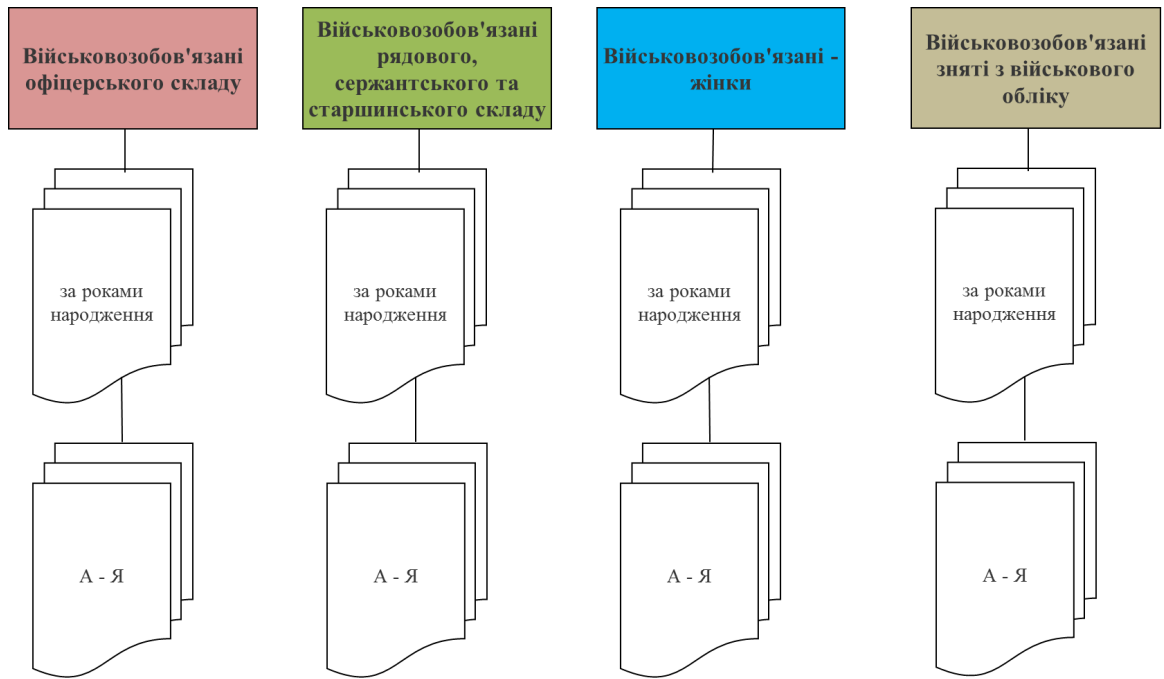 Військовозобов'язані
офіцерського складу
Військовозобов'язані
рядового,
сержантського та
старшинського складу
Військовозобов'язані -
жінки
Військовозобов'язані
зняті з військового
обліку
за роками
народження
за роками
народження
за роками
народження
за роками
народження
А - Я
А - Я
А - Я
А - Я